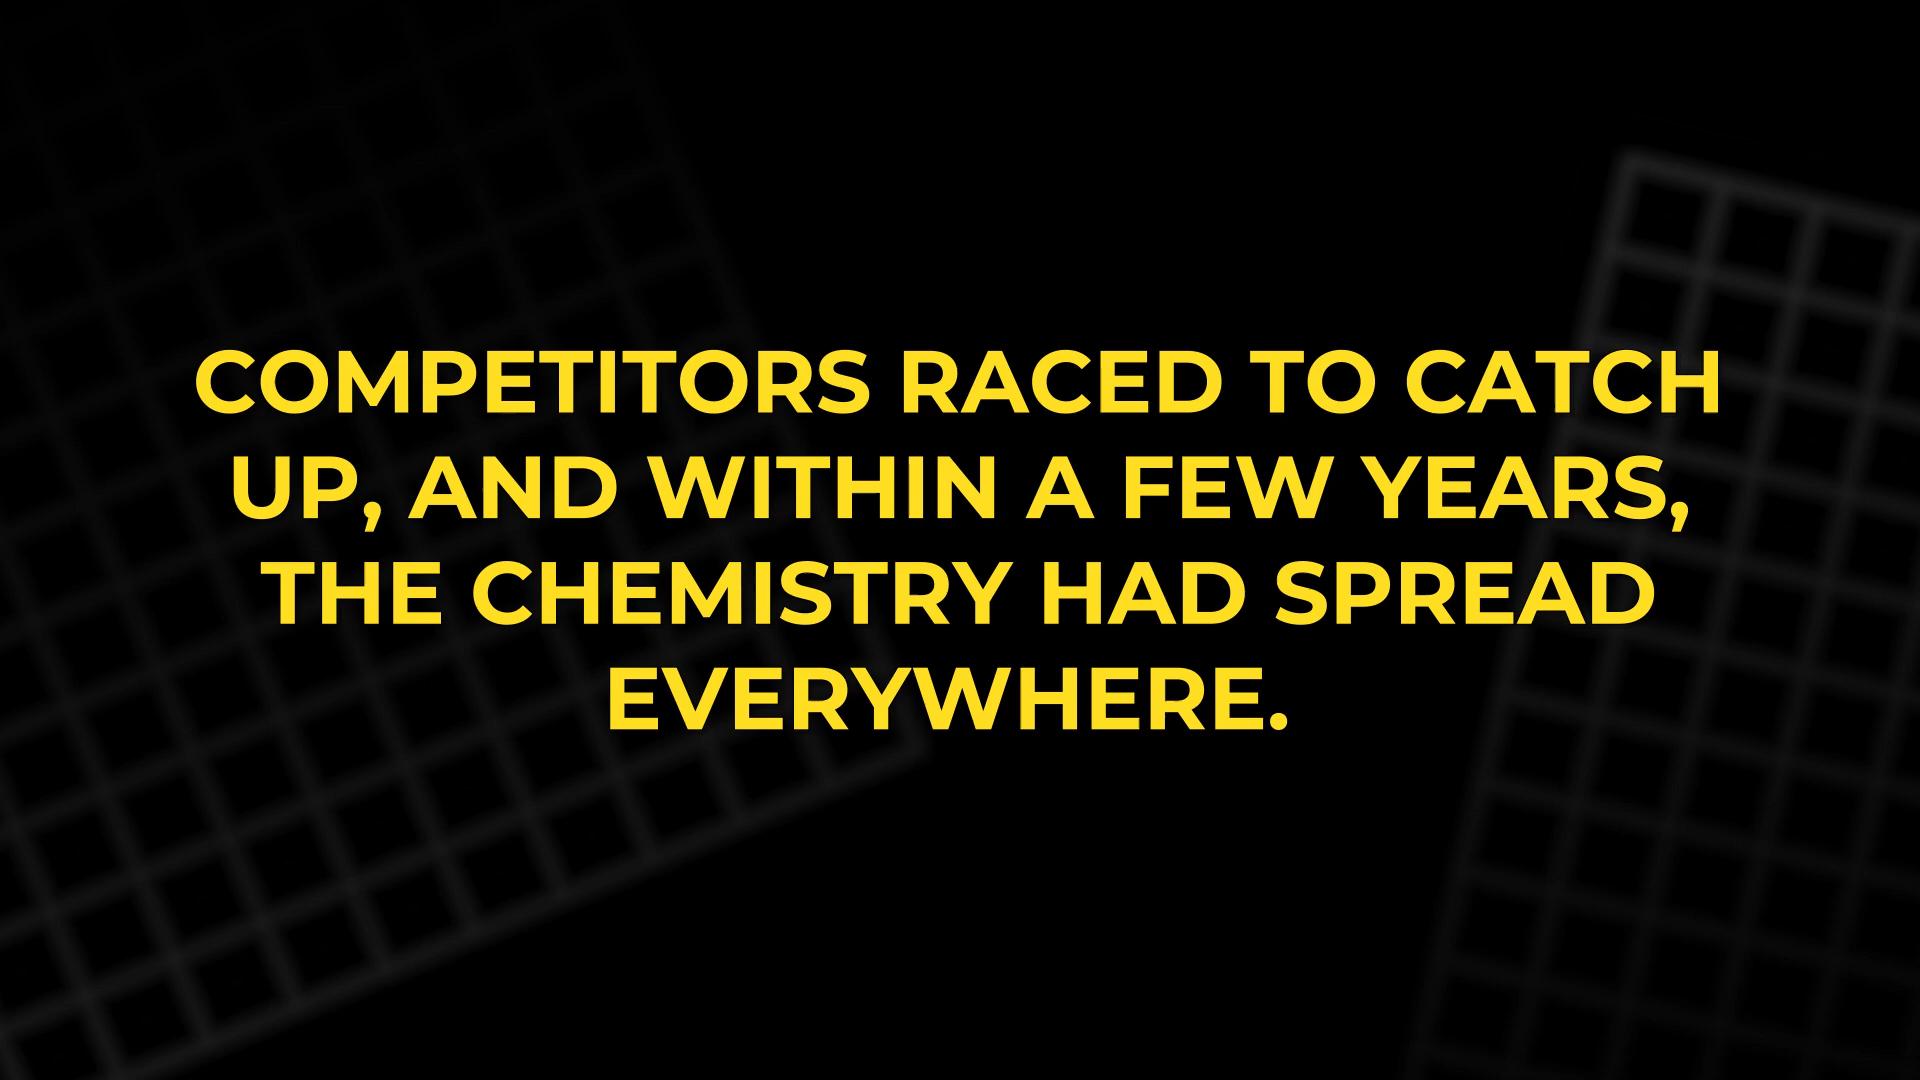 COMPETITORS RACED TO CATCH
UP, AND WITHIN A FEW YEARS,
THE CHEMISTRY HAD SPREAD
EVERYWHERE.